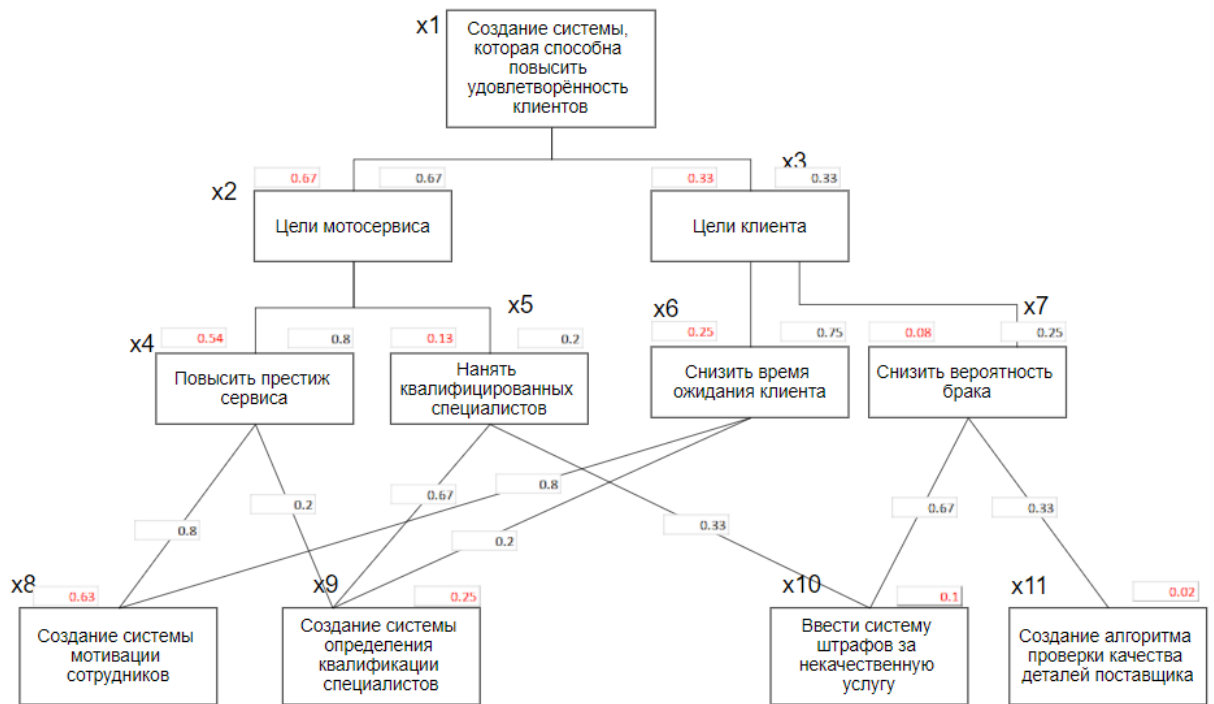 x1
Создание системы,
которая способна
повысить
удовлетворённость
клиентов
x2
0.67
0.67
x3
0.33
0.33
Цели мотосервиса
Цели клиента
x4
0.54
0.8
x5
0.13
0.2
x6
0.25
0.75
x7
0.08
0.25
Повысить престиж
сервиса
Нанять
квалифицированных
специалистов
Снизить время
ожидания клиента
Снизить вероятность
брака
0.8
0.2
0.67
0.8
0.2
0.33
0.67
0.33
x8
0.63
x9
0.25
x10
0.1
x11
0.02
Создание системы
мотивации
сотрудников
Создание системы
определения
квалификации
специалистов
Ввести систему
штрафов за
некачественную
услугу
Создание алгоритма
проверки качества
деталей поставщика